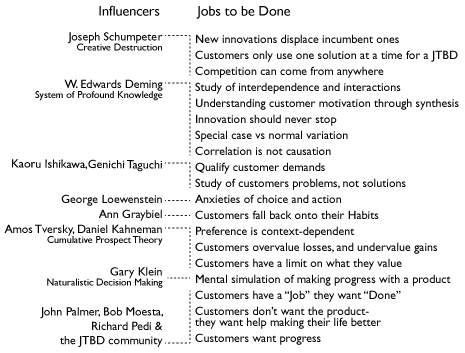 Influencers Jobs to be Done
Joseph Schumpeter
Creative Destruction
New innovations displace incumbent ones
Customers only use one solution at a time for a JTBD
Competition can come from anywhere
W. Edwards Deming
System of Profound Knowledge
Study of interdependence and interactions
Understanding customer motivation through synthesis
Innovation should never stop
Special case vs normal variation
Correlation is not causation
Kaoru Ishikawa,Genichi Taguchi
Qualify customer demands
Study of customers problems, not solutions
George Loewenstein
Anxieties of choice and action
Ann Graybiel
Customers fall back onto their Habits
Amos Tversky, Daniel Kahneman
Cumulative Prospect Theory
Preference is context-dependent
Customers overvalue losses, and undervalue gains
Customers have a limit on what they value
Gary Klein
Naturalistic Decision Making
Mental simulation of making progress with a product
John Palmer, Bob Moesta,
Richard Pedi &
the JTBD community
Customers have a “Job” they want “Done”
Customers don’t want the product-
they want help making their life better
Customers want progress